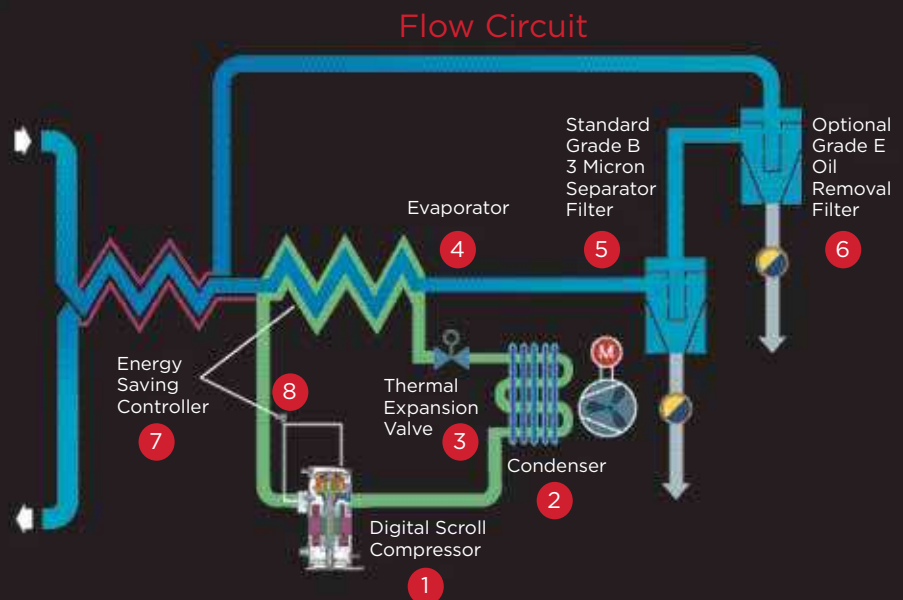 Flow Circuit
Standard
Grade B
3 Micron
Separator
Filter
5
Optional
Grade E
Oil
Removal
Filter
6
Evaporator
4
Energy
Saving
Controller
7
8
Thermal
Expansion
Valve
3
M
Condenser
2
Digital Scroll
Compressor
1